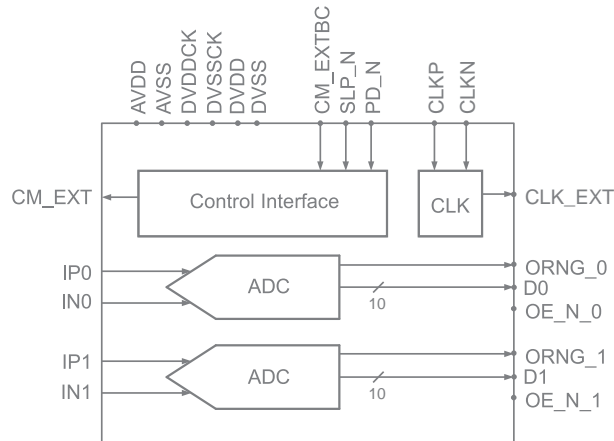 AVDD
AVSS
DVDDCK
DVSSCK
DVDD
DVSS
CM_EXTBC
SLP_N
PD_N
CLKP
CLKN
CM_EXT
Control Interface
CLK
CLK_EXT
IP0
IN0
ADC
10
ORNG_0
D0
OE_N_0
IP1
IN1
ADC
10
ORNG_1
D1
OE_N_1